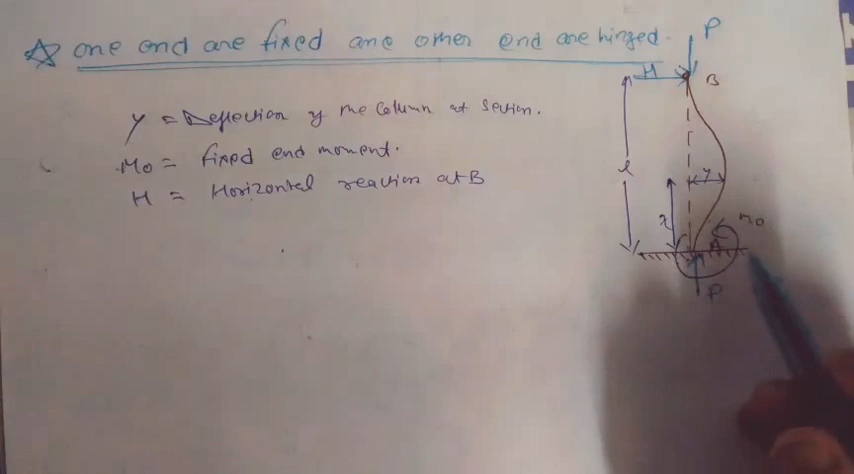 one end are fixed ane other end are hinged.
P
H
B
y = Deflection of the Column at Section.
Mo = fixed end moment.
H = Horizontal reaction at B
l
y
x
Mo
A
P